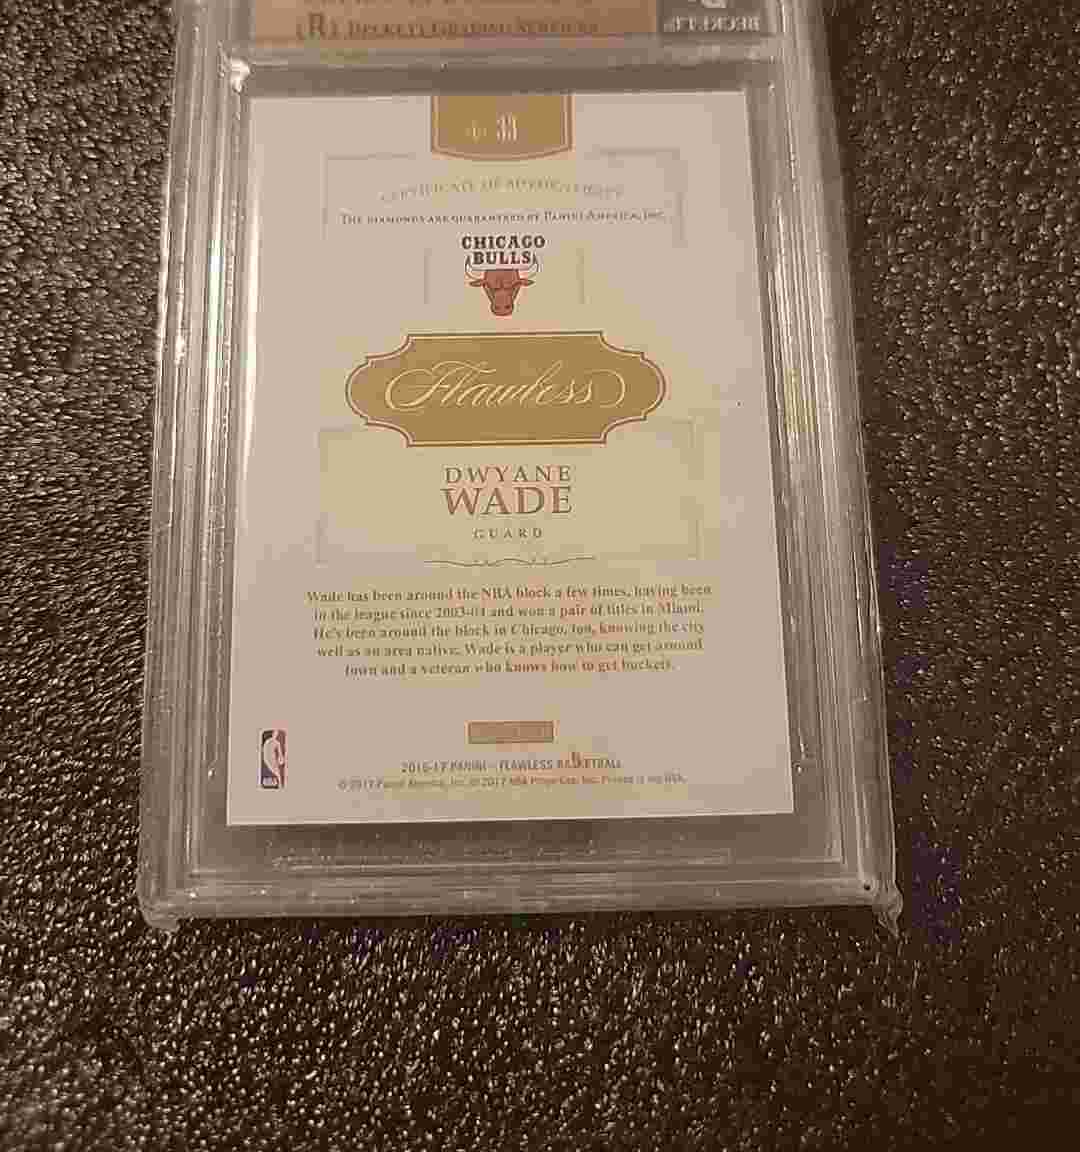 BECKETT GRADING SERVICES
BECKETT
33
CERTIFICATE OF AUTHENTICITY
THE DIAMONDS ARE GUARANTEED BY PANINI AMERICA, INC.
CHICAGO
BULLS
Flawless
DWYANE
WADE
GUARD
Wade has been around the NBA block a few times, having been
in the league since 2003-04 and won a pair of titles in Miami.
He's been around the block in Chicago, too, knowing the city
well as an area native. Wade is a player who can get around
town and a veteran who knows how to get buckets.
NBA
2016-17 PANINI – FLAWLESS BASKETBALL
© 2017 Panini America, Inc. © 2017 NBA Properties, Inc. Printed in the USA.